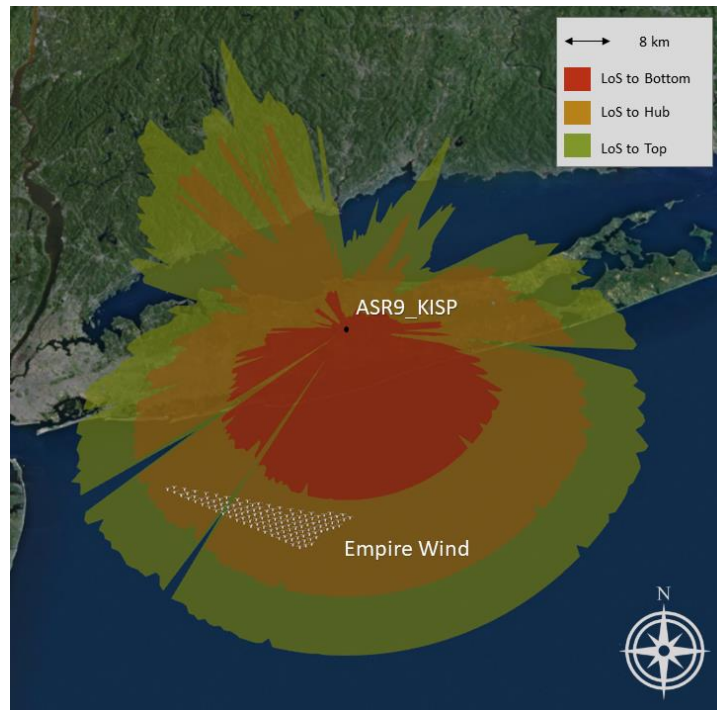 8 km
LoS to Bottom
LoS to Hub
LoS to Top
ASR9_KISP
Empire Wind
N